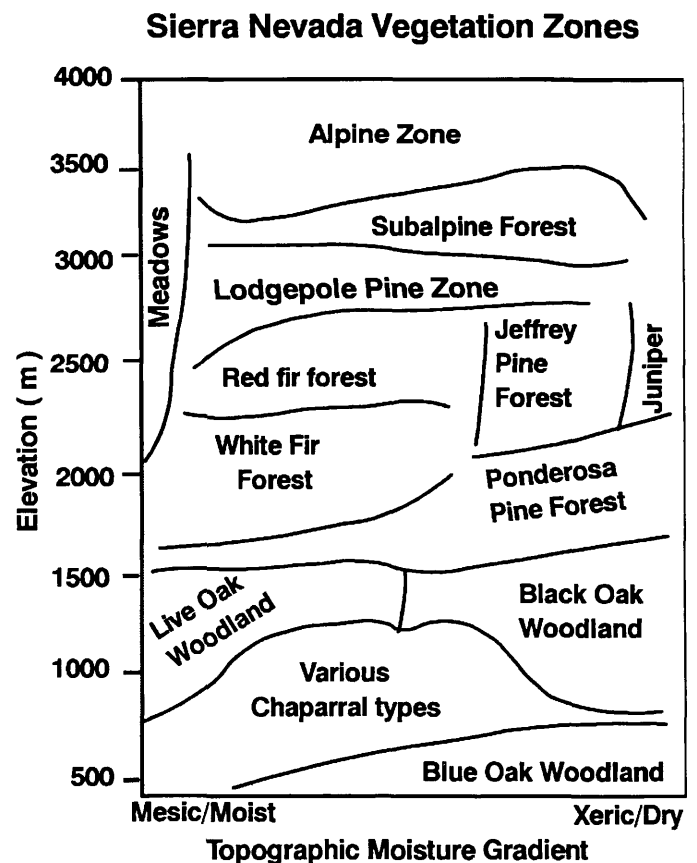 Sierra Nevada Vegetation Zones
4000
Alpine Zone
3500
Subalpine Forest
3000
Meadows
Lodgepole Pine Zone
Jeffrey
Pine
Forest
Juniper
2500
Red fir forest
White Fir
Forest
2000
Ponderosa
Pine Forest
Elevation ( m )
1500
Live Oak
Woodland
Black Oak
Woodland
1000
Various
Chaparral types
500
Blue Oak Woodland
Mesic/Moist
Xeric/Dry
Topographic Moisture Gradient